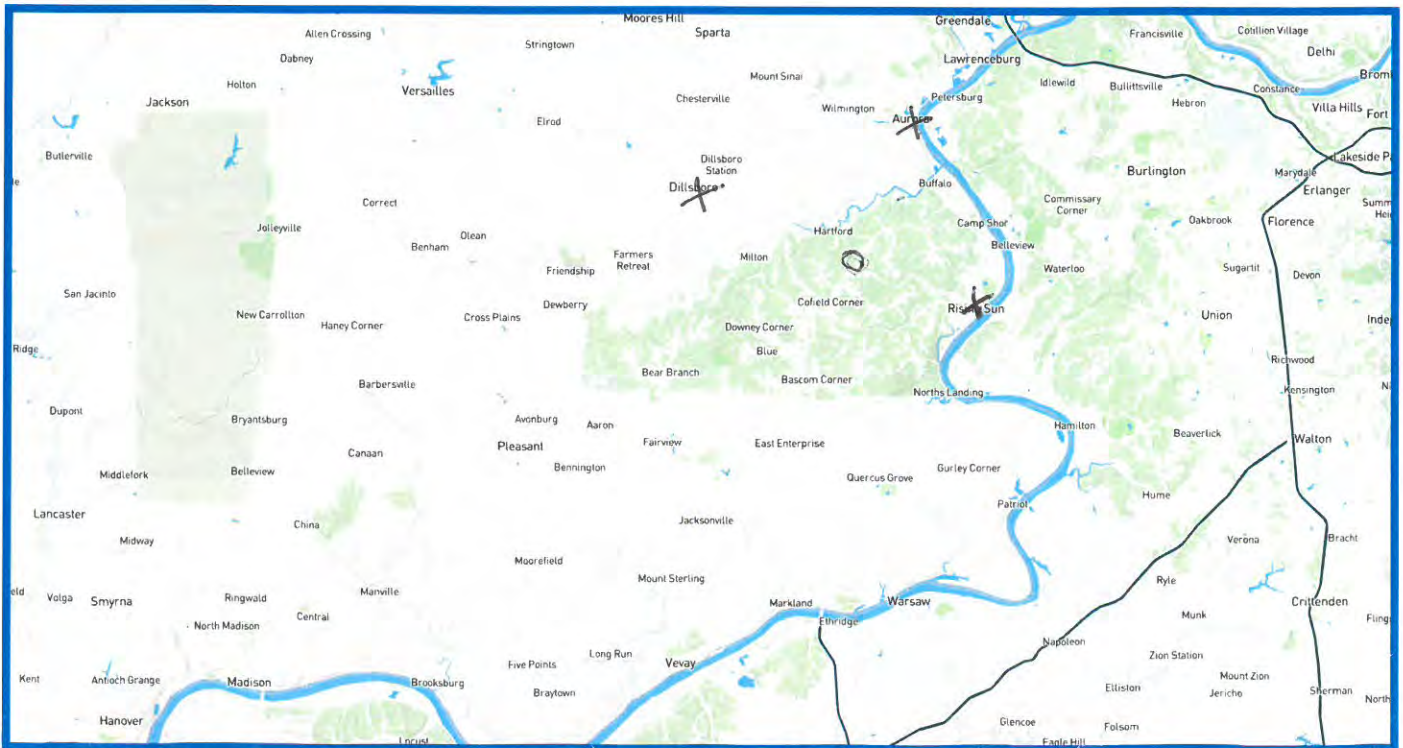 Moores Hill
Greendale
Allen Crossing
Sparta
Francisville
Cotillion Village
Stringtown
Delhi
Dabney
Lawrenceburg
Mount Sinai
Holton
Versailles
Idlewild
Bullittsville
Constance
Jackson
Chesterville
Petersburg
Hebron
Wilmington
Villa Hills
Fort
Elrod
Aurora
Butlerville
Dillsboro
Station
Burlington
Marydale
Dillsboro
Buffalo
Erlanger
Correct
Commissary
Corner
Oakbrook
Florence
Jolleyville
Hartford
Camp Shor
Olean
Benham
Belleview
Farmers
Retreat
Milton
Friendship
Waterloo
Sugartit
Devon
San Jacinto
Dewberry
Cofield Corner
Rising Sun
New Carrollton
Haney Corner
Cross Plains
Downey Corner
Union
Ridge
Blue
Richwood
Bear Branch
Bascom Corner
Barbersville
Norths Landing
Kensington
Dupont
Bryantsburg
Avonburg
Aaron
Hamilton
Beaverlick
Pleasant
Fairview
East Enterprise
Walton
Canaan
Bennington
Gurley Corner
Middlefork
Belleview
Quercus Grove
Hume
Patriot
Lancaster
China
Jacksonville
Midway
Verona
Bracht
Moorefield
Mount Sterling
Ryle
Volga
Smyrna
Ringwald
Manville
Markland
Warsaw
Crittenden
Central
Munk
North Madison
Ethridge
Napoleon
Long Run
Zion Station
Five Points
Vevay
Kent
Antioch Grange
Madison
Brooksburg
Mount Zion
Braytown
Elliston
Jericho
Sherman
North
Hanover
Glencoe
Folsom
Locust
Eagle Hill